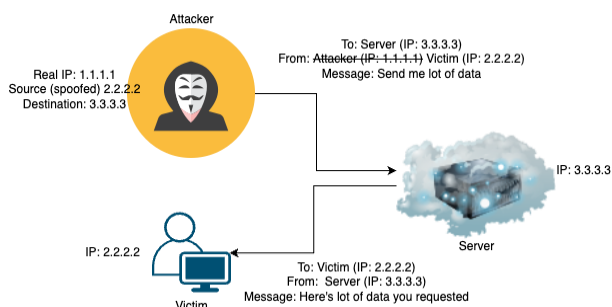 Attacker
To: Server (IP: 3.3.3.3)
From: Attacker (IP: 1.1.1.1) Victim (IP: 2.2.2.2)
Message: Send me lot of data
Real IP: 1.1.1.1
Source (spoofed) 2.2.2.2
Destination: 3.3.3.3
IP: 3.3.3.3
Server
IP: 2.2.2.2
To: Victim (IP: 2.2.2.2)
From: Server (IP: 3.3.3.3)
Message: Here's lot of data you requested
Victim